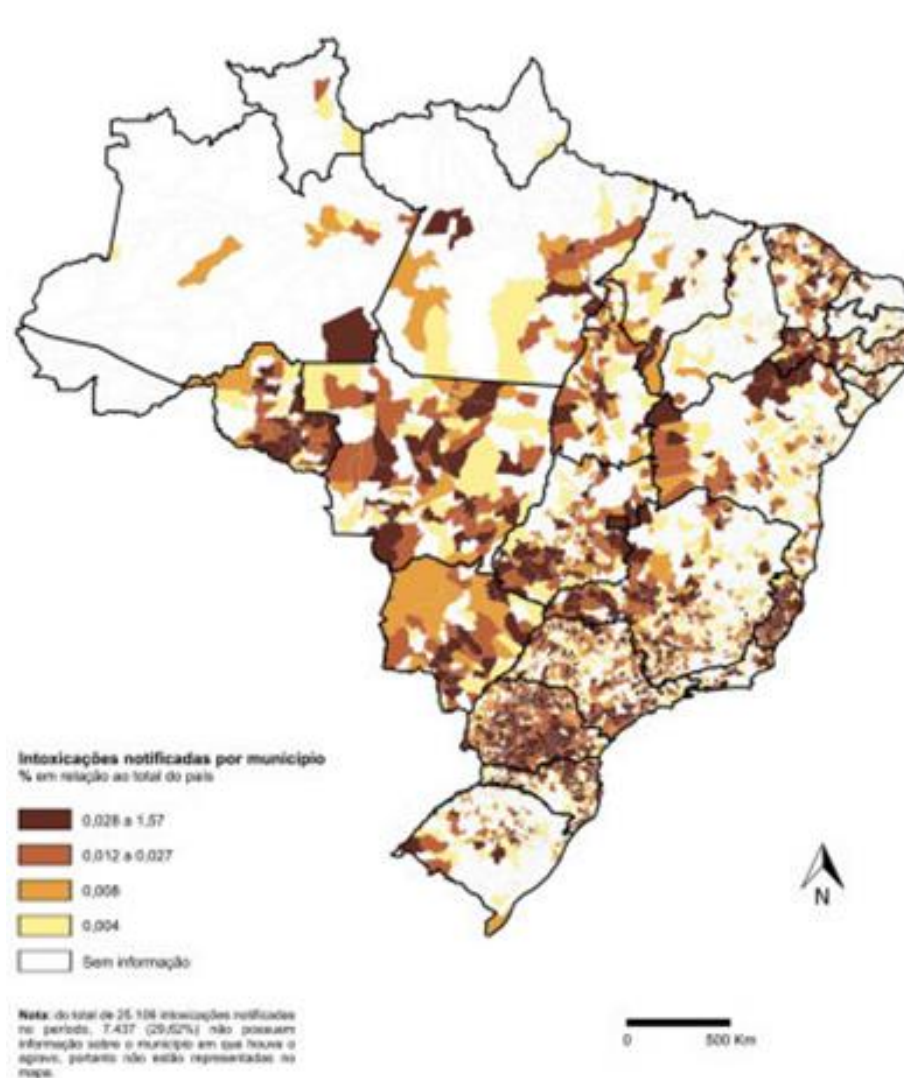 Intoxicações notificadas por município
% em relação ao total do país
0,028 a 1,57
0,012 a 0,027
0,008
0,004
Sem informação
Nota: do total de 25.106 intoxicações notificadas
no período, 7.437 (29,62%) não possuem
informação sobre o município em que houve o
agravo, portanto não estão representadas no
mapa.
N
0 500 Km